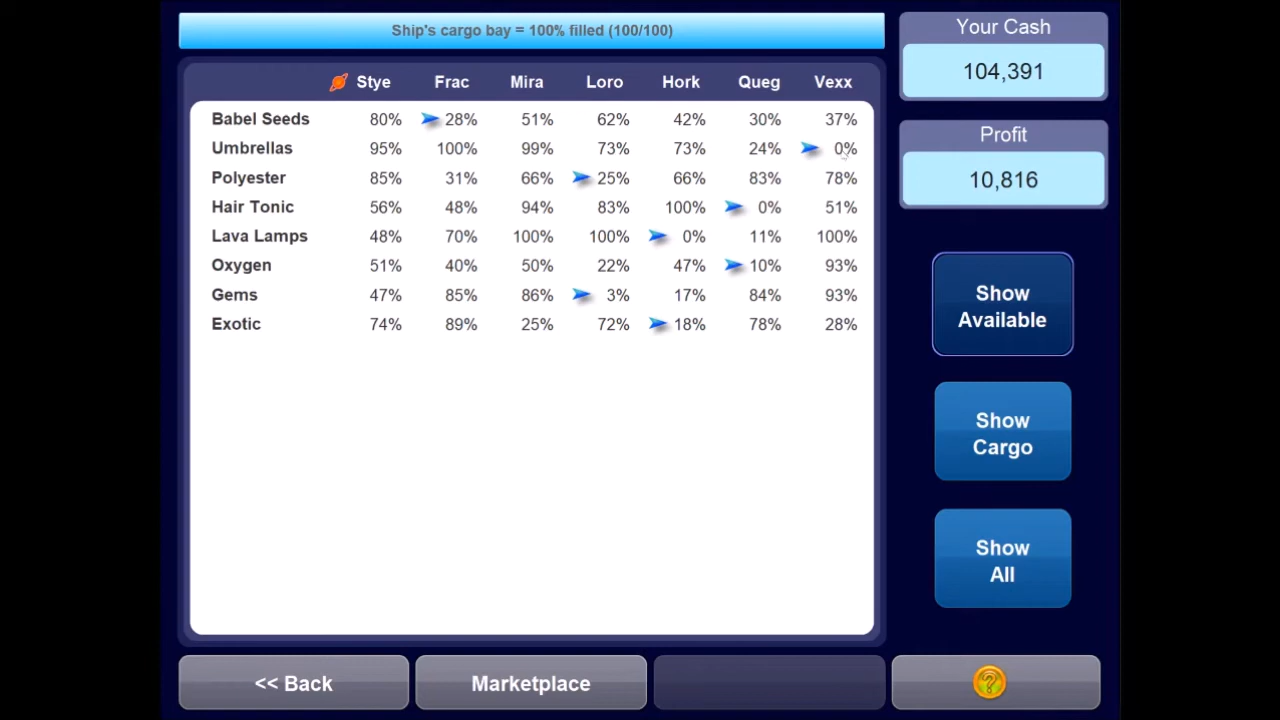 Ship's cargo bay = 100% filled (100/100)
Your Cash
104,391
Profit
10,816
Stye Frac Mira Loro Hork Queg Vexx
Babel Seeds 80% 28% 51% 62% 42% 30% 37%
Umbrellas 95% 100% 99% 73% 73% 24% 0%
Polyester 85% 31% 66% 25% 66% 83% 78%
Hair Tonic 56% 48% 94% 83% 100% 0% 51%
Lava Lamps 48% 70% 100% 100% 0% 11% 100%
Oxygen 51% 40% 50% 22% 47% 10% 93%
Gems 47% 85% 86% 3% 17% 84% 93%
Exotic 74% 89% 25% 72% 18% 78% 28%
Show
Available
Show
Cargo
Show
All
<< Back
Marketplace
?